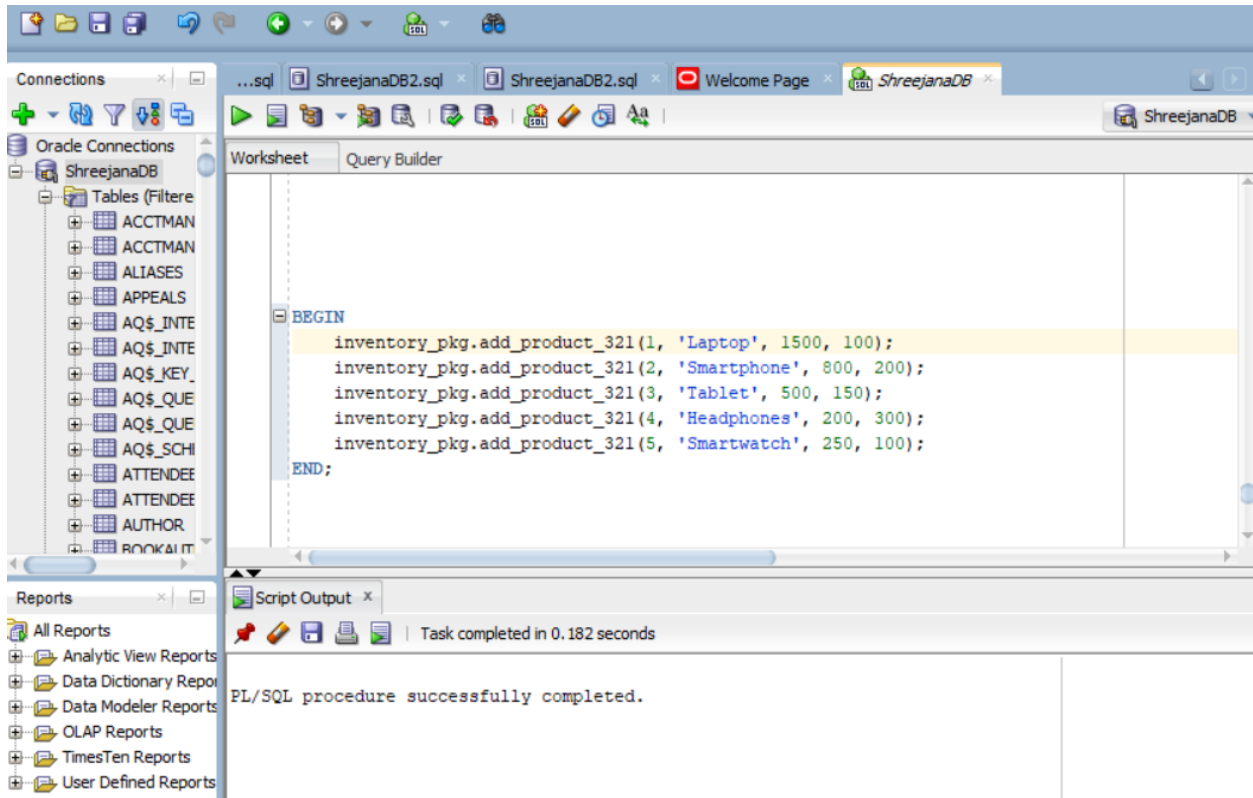 SQL
Connections
...sql
ShreejanaDB2.sql
ShreejanaDB2.sql
Welcome Page
ShreejanaDB
ShreejanaDB
Oracle Connections
ShreejanaDB
Tables (Filtere
ACCTMAN
ACCTMAN
ALIASES
APPEALS
AQ$_INTE
AQ$_INTE
AQ$_KEY_
AQ$_QUE
AQ$_QUE
AQ$_SCH
ATTENDEE
ATTENDEE
AUTHOR
BOOKAUT
Worksheet
Query Builder
BEGIN
inventory_pkg.add_product_321(1, 'Laptop', 1500, 100);
inventory_pkg.add_product_321(2, 'Smartphone', 800, 200);
inventory_pkg.add_product_321(3, 'Tablet', 500, 150);
inventory_pkg.add_product_321(4, 'Headphones', 200, 300);
inventory_pkg.add_product_321(5, 'Smartwatch', 250, 100);
END;
Reports
All Reports
Analytic View Reports
Data Dictionary Repor
Data Modeler Reports
OLAP Reports
TimesTen Reports
User Defined Reports
Script Output
Task completed in 0.182 seconds
PL/SQL procedure successfully completed.